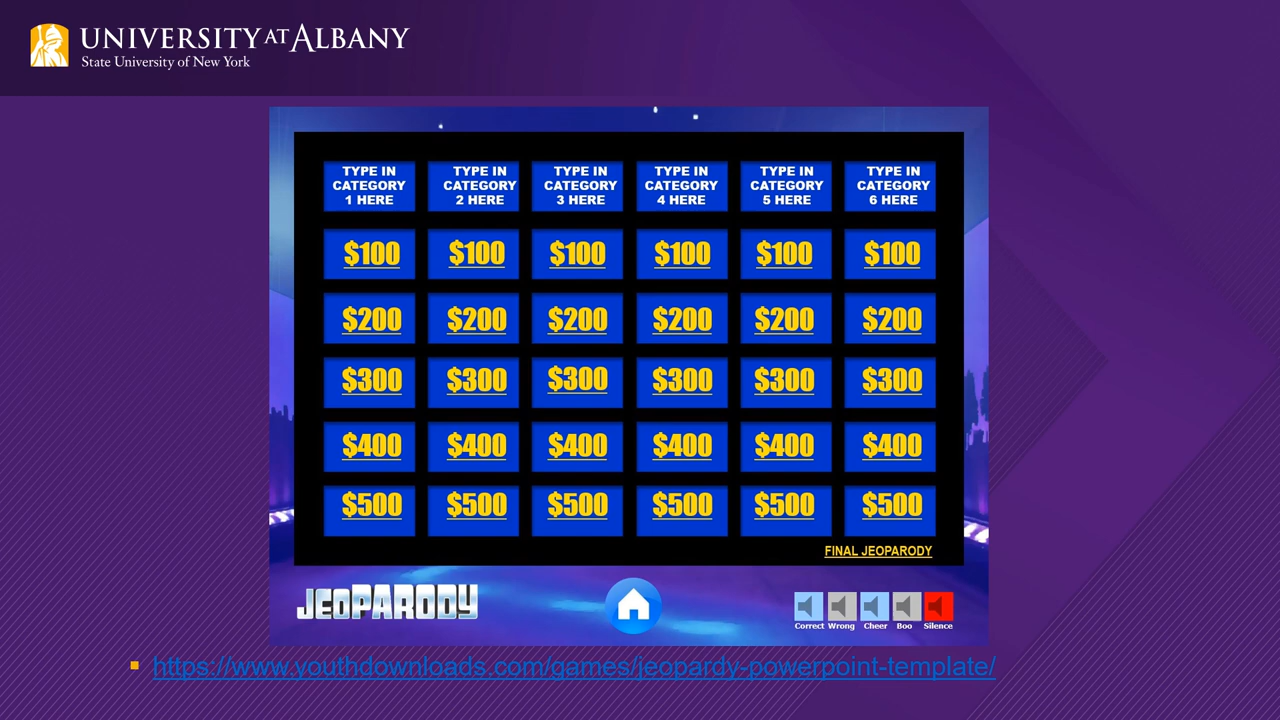 UNIVERSITY AT ALBANY
State University of New York
TYPE IN CATEGORY 1 HERE
TYPE IN CATEGORY 2 HERE
TYPE IN CATEGORY 3 HERE
TYPE IN CATEGORY 4 HERE
TYPE IN CATEGORY 5 HERE
TYPE IN CATEGORY 6 HERE
$100 $100 $100 $100 $100 $100
$200 $200 $200 $200 $200 $200
$300 $300 $300 $300 $300 $300
$400 $400 $400 $400 $400 $400
$500 $500 $500 $500 $500 $500
FINAL JEOPARODY
JEOPARODY
Correct Wrong Cheer Boo Silence
https://www.youthdownloads.com/games/jeopardy-powerpoint-template/